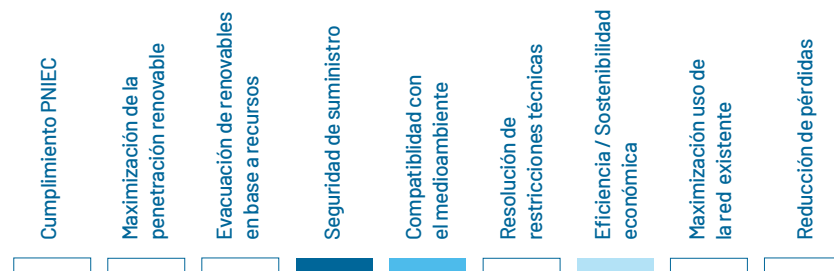 Cumplimiento PNIEC
Maximización de la
penetración renovable
Evacuación de renovables
en base a recursos
Seguridad de suministro
Compatiblidad con
el medioambiente
Resolución de
restricciones técnicas
Eficiencia / Sostenibilidad
económica
Maximización uso de
la red existente
Reducción de pérdidas